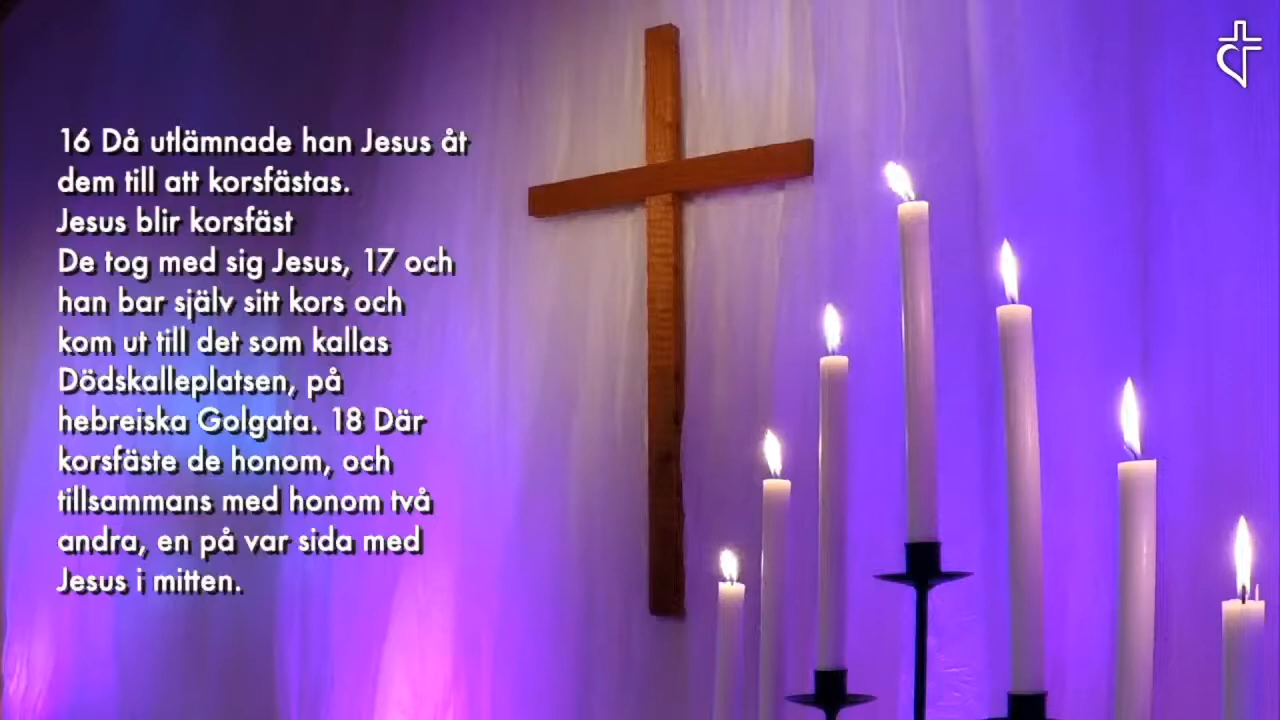 16 Då utlämnade han Jesus åt
dem till att korsfästas.
Jesus blir korsfäst
De tog med sig Jesus, 17 och
han bar själv sitt kors och
kom ut till det som kallas
Dödskalleplatsen, på
hebreiska Golgata. 18 Där
korsfäste de honom, och
tillsammans med honom två
andra, en på var sida med
Jesus i mitten.